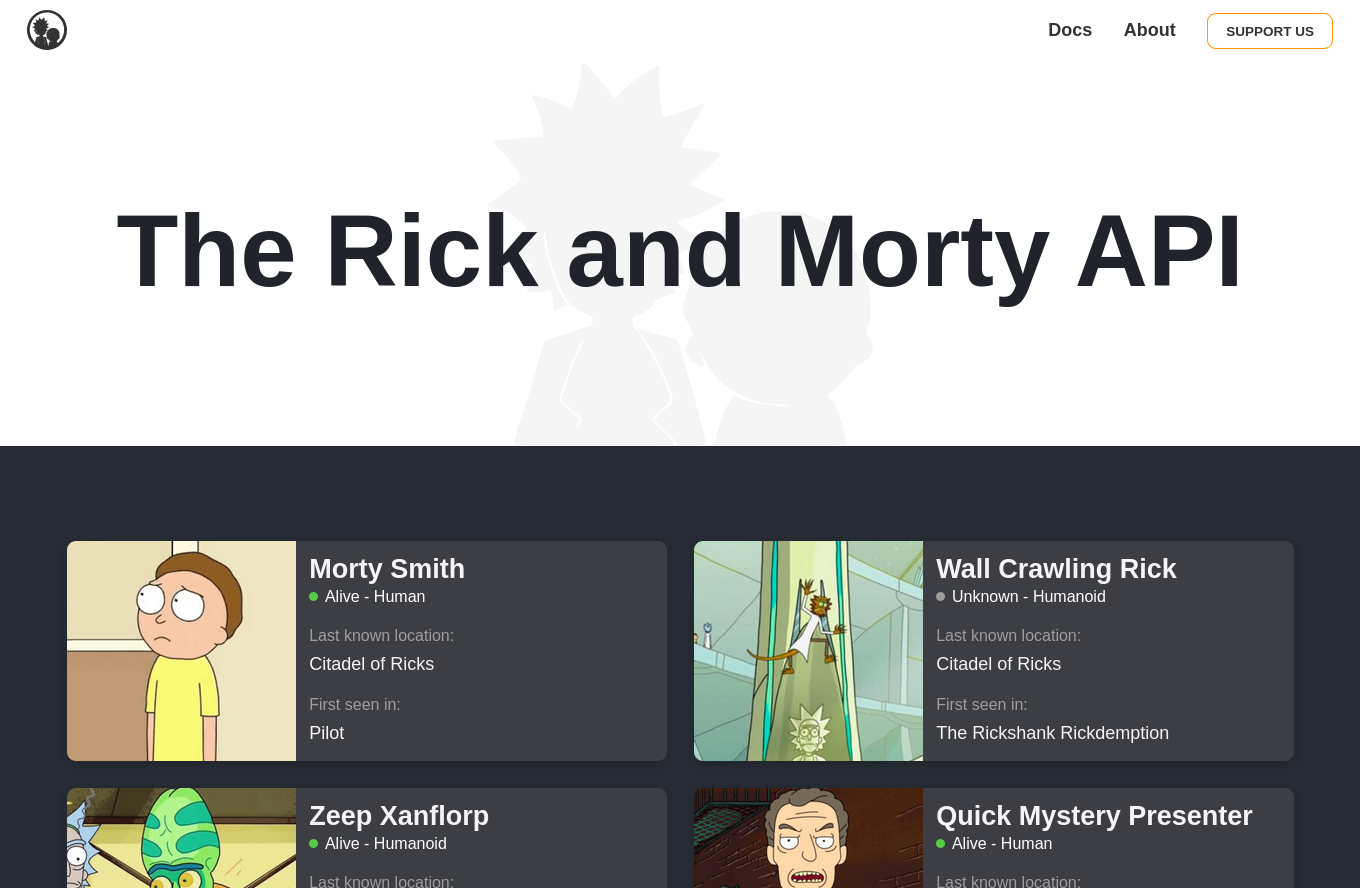 Docs
About
SUPPORT US
The Rick and Morty API
Morty Smith
Alive - Human
Last known location:
Citadel of Ricks
First seen in:
Pilot
Wall Crawling Rick
Unknown - Humanoid
Last known location:
Citadel of Ricks
First seen in:
The Rickshank Rickdemption
Zeep Xanflorp
Alive - Humanoid
Last known location:
Quick Mystery Presenter
Alive - Human
Last known location: